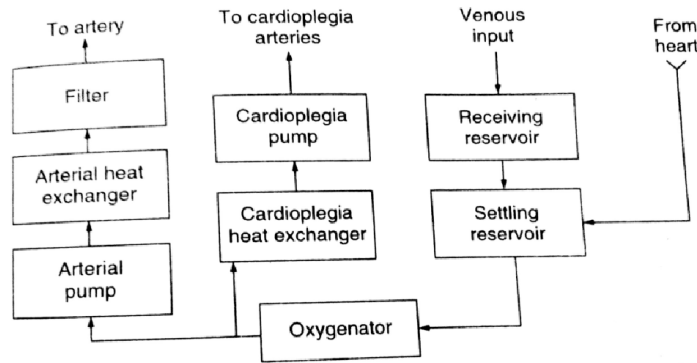 To artery
To cardioplegia
arteries
Venous
input
From
heart
Filter
Cardioplegia
pump
Receiving
reservoir
Arterial heat
exchanger
Cardioplegia
heat exchanger
Settling
reservoir
Arterial
pump
Oxygenator